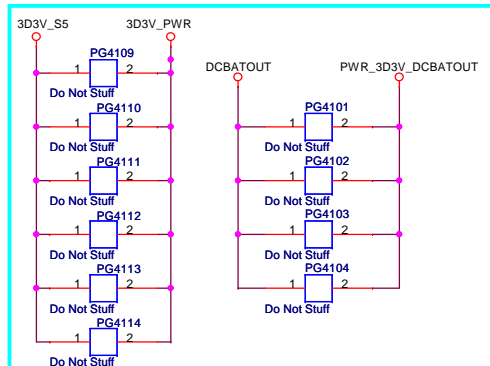 3D3V_S5 3D3V_PWR
PG4109
1 2
Do Not Stuff
PG4110
1 2
Do Not Stuff
PG4111
1 2
Do Not Stuff
PG4112
1 2
Do Not Stuff
PG4113
1 2
Do Not Stuff
PG4114
1 2
Do Not Stuff
DCBATOUT PWR_3D3V_DCBATOUT
PG4101
1 2
Do Not Stuff
PG4102
1 2
Do Not Stuff
PG4103
1 2
Do Not Stuff
PG4104
1 2
Do Not Stuff